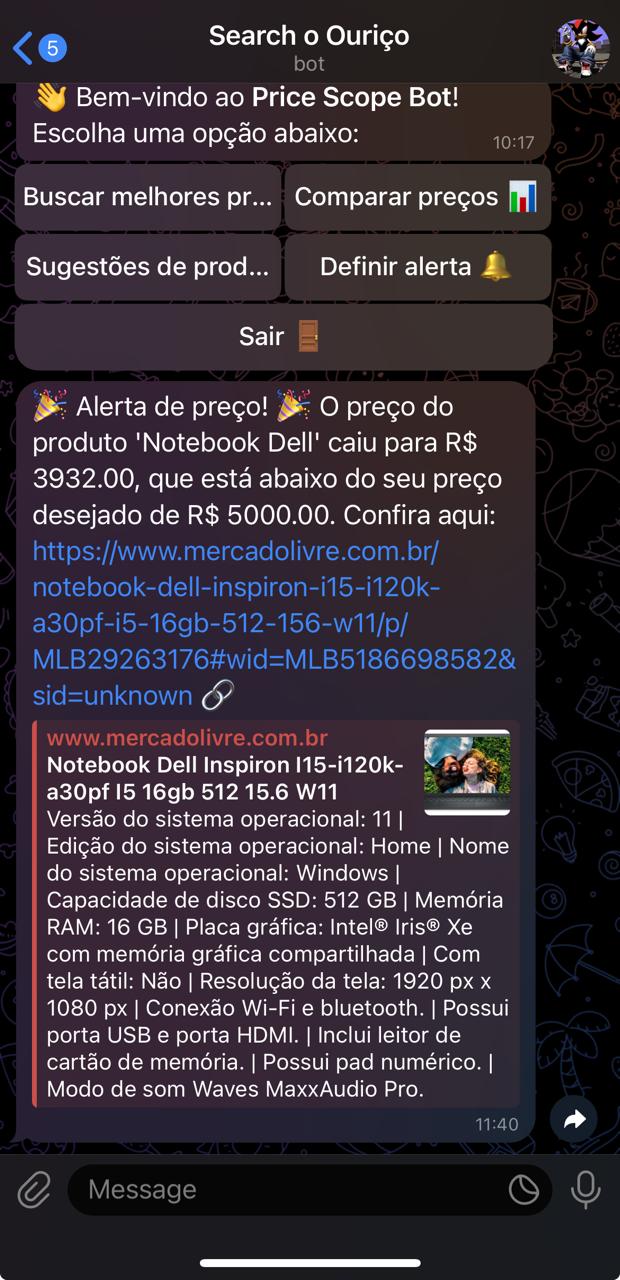 5
Search o Ouriço
bot
👋 Bem-vindo ao Price Scope Bot!
Escolha uma opção abaixo:
10:17
Buscar melhores pr...
Comparar preços 📊
Sugestões de prod...
Definir alerta 🔔
Sair 🚪
🎉 Alerta de preço! 🎉 O preço do
produto 'Notebook Dell' caiu para R$
3932.00, que está abaixo do seu preço
desejado de R$ 5000.00. Confira aqui:
https://www.mercadolivre.com.br/
notebook-dell-inspiron-i15-i120k-
a30pf-i5-16gb-512-156-w11/p/
MLB29263176#wid=MLB5186698582&
sid=unknown 🔗
www.mercadolivre.com.br
Notebook Dell Inspiron I15-i120k-
a30pf I5 16gb 512 15.6 W11
Versão do sistema operacional: 11 |
Edição do sistema operacional: Home | Nome
do sistema operacional: Windows |
Capacidade de disco SSD: 512 GB | Memória
RAM: 16 GB | Placa gráfica: Intel® Iris® Xe
com memória gráfica compartilhada | Com
tela tátil: Não | Resolução da tela: 1920 px x
1080 px | Conexão Wi-Fi e bluetooth. | Possui
porta USB e porta HDMI. | Inclui leitor de
cartão de memória. | Possui pad numérico. |
Modo de som Waves MaxxAudio Pro.
11:40
Message